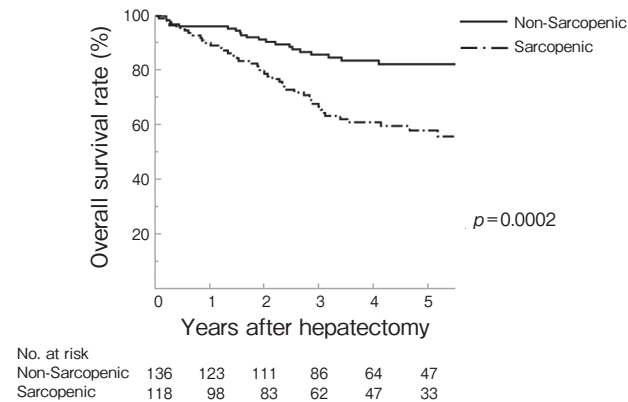 100
80
60
40
20
Overall survival rate (%)
Non-Sarcopenic
Sarcopenic
p=0.0002
0 1 2 3 4 5
Years after hepatectomy
No. at risk
Non-Sarcopenic 136 123 111 86 64 47
Sarcopenic 118 98 83 62 47 33